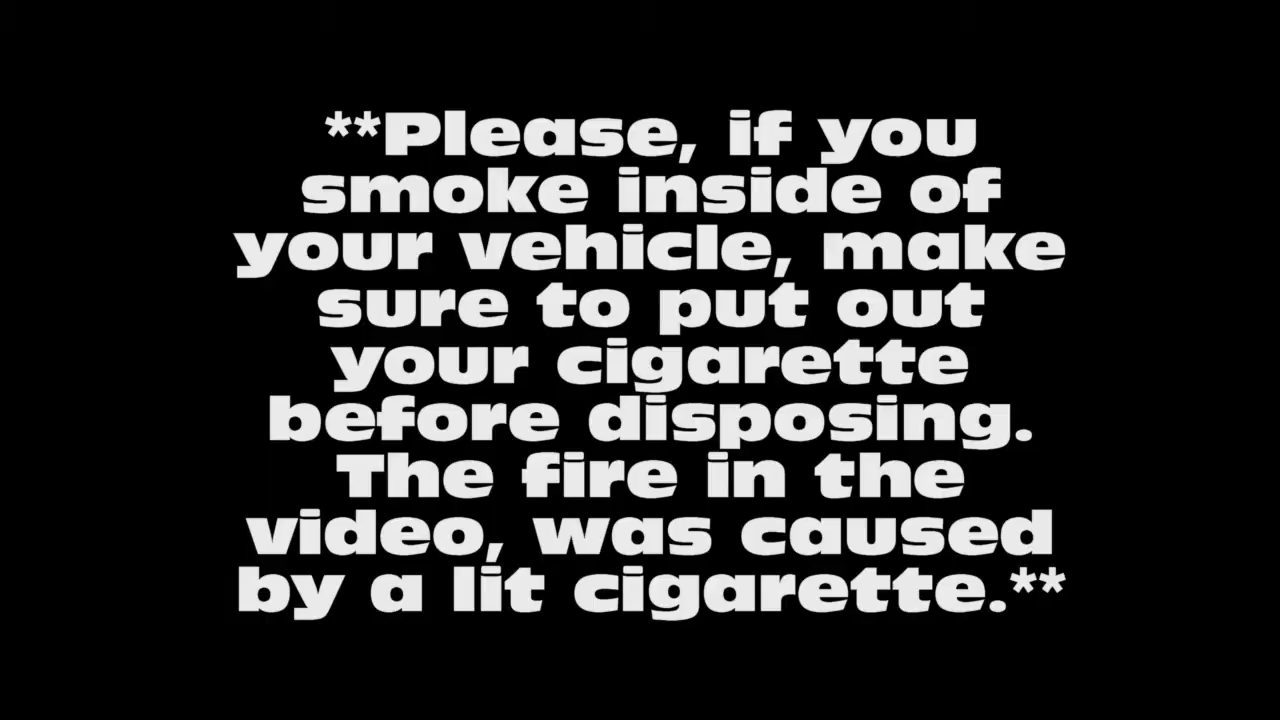 **Please, if you
smoke inside of
your vehicle, make
sure to put out
your cigarette
before disposing.
The fire in the
video, was caused
by a lit cigarette.**